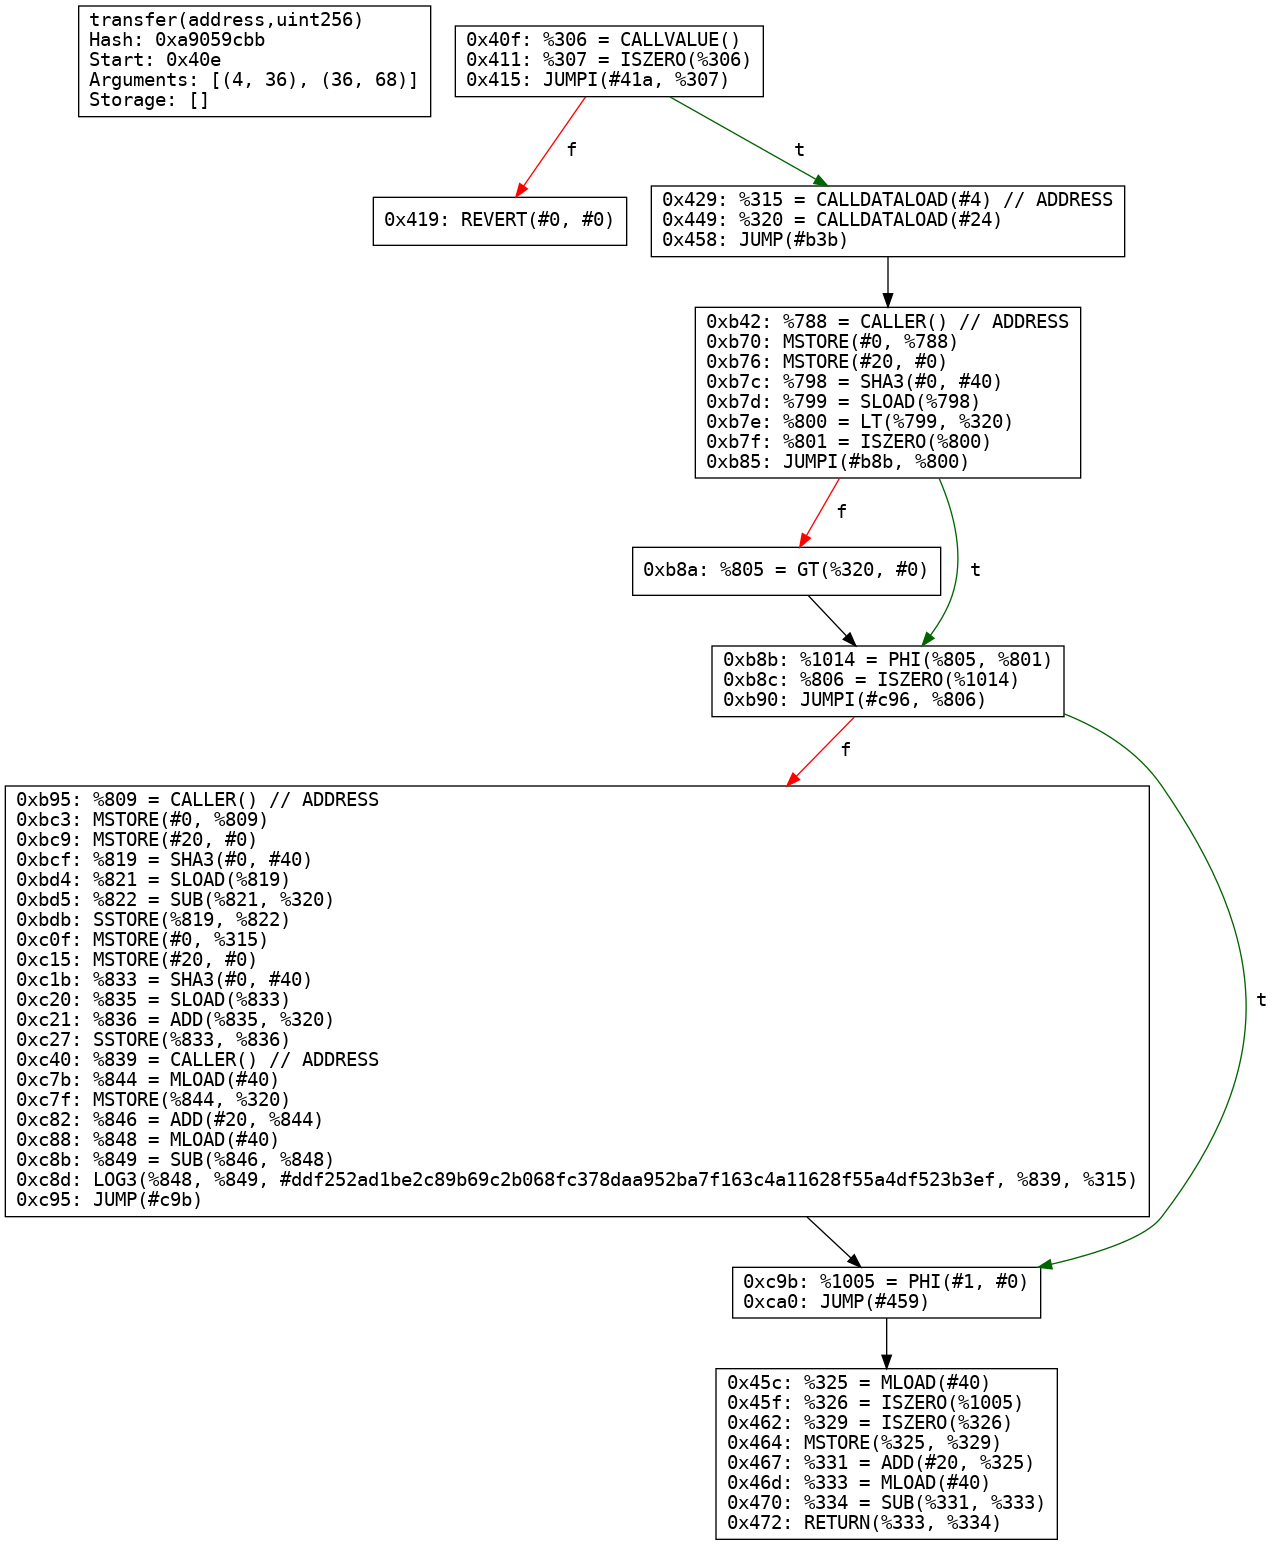 transfer(address,uint256)
Hash: 0xa9059cbb
Start: 0x40e
Arguments: [(4, 36), (36, 68)]
Storage: []
0x40f: %306 = CALLVALUE()
0x411: %307 = ISZERO(%306)
0x415: JUMPI(#41a, %307)
f
t
0x419: REVERT(#0, #0)
0x429: %315 = CALLDATALOAD(#4) // ADDRESS
0x449: %320 = CALLDATALOAD(#24)
0x458: JUMP(#b3b)
0xb42: %788 = CALLER() // ADDRESS
0xb70: MSTORE(#0, %788)
0xb76: MSTORE(#20, #0)
0xb7c: %798 = SHA3(#0, #40)
0xb7d: %799 = SLOAD(%798)
0xb7e: %800 = LT(%799, %320)
0xb7f: %801 = ISZERO(%800)
0xb85: JUMPI(#b8b, %800)
f
t
0xb8a: %805 = GT(%320, #0)
0xb8b: %1014 = PHI(%805, %801)
0xb8c: %806 = ISZERO(%1014)
0xb90: JUMPI(#c96, %806)
f
t
0xb95: %809 = CALLER() // ADDRESS
0xbc3: MSTORE(#0, %809)
0xbc9: MSTORE(#20, #0)
0xbcf: %819 = SHA3(#0, #40)
0xbd4: %821 = SLOAD(%819)
0xbd5: %822 = SUB(%821, %320)
0xbdb: SSTORE(%819, %822)
0xc0f: MSTORE(#0, %315)
0xc15: MSTORE(#20, #0)
0xc1b: %833 = SHA3(#0, #40)
0xc20: %835 = SLOAD(%833)
0xc21: %836 = ADD(%835, %320)
0xc27: SSTORE(%833, %836)
0xc40: %839 = CALLER() // ADDRESS
0xc7b: %844 = MLOAD(#40)
0xc7f: MSTORE(%844, %320)
0xc82: %846 = ADD(#20, %844)
0xc88: %848 = MLOAD(#40)
0xc8b: %849 = SUB(%846, %848)
0xc8d: LOG3(%848, %849, #ddf252ad1be2c89b69c2b068fc378daa952ba7f163c4a11628f55a4df523b3ef, %839, %315)
0xc95: JUMP(#c9b)
0xc9b: %1005 = PHI(#1, #0)
0xca0: JUMP(#459)
0x45c: %325 = MLOAD(#40)
0x45f: %326 = ISZERO(%1005)
0x462: %329 = ISZERO(%326)
0x464: MSTORE(%325, %329)
0x467: %331 = ADD(#20, %325)
0x46d: %333 = MLOAD(#40)
0x470: %334 = SUB(%331, %333)
0x472: RETURN(%333, %334)